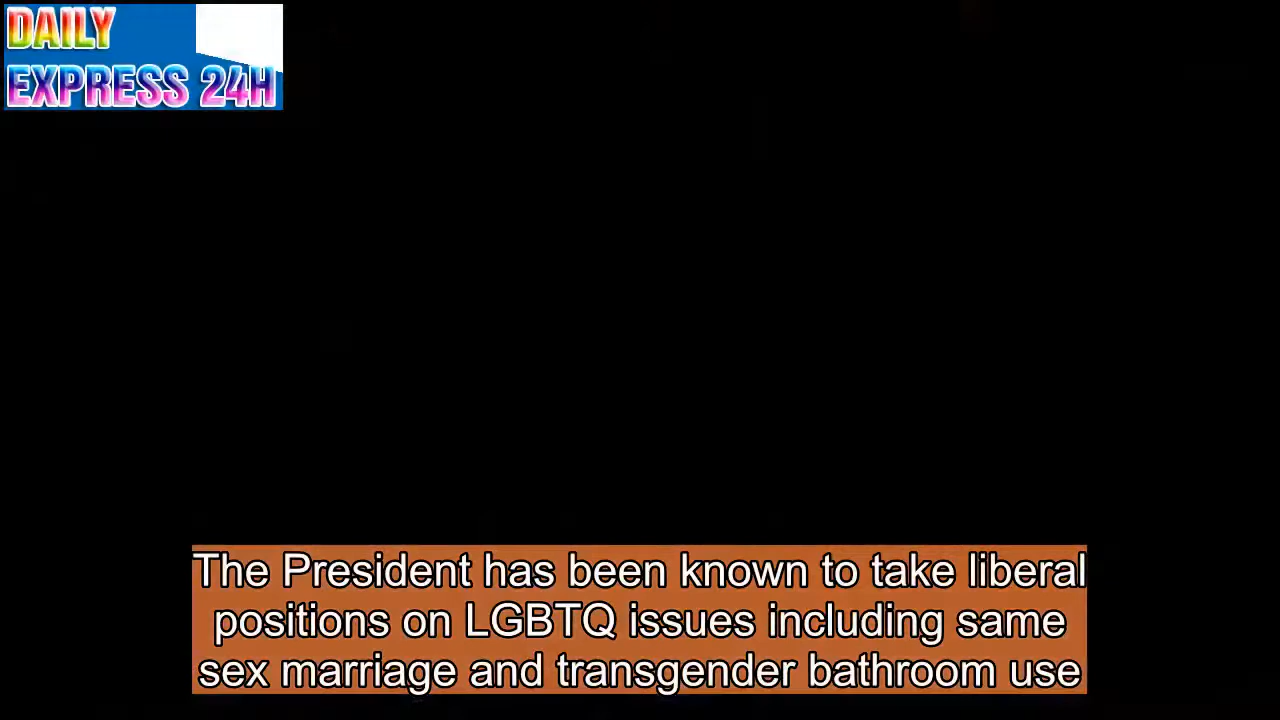 DAILY
EXPRESS 24H
The President has been known to take liberal
positions on LGBTQ issues including same
sex marriage and transgender bathroom use